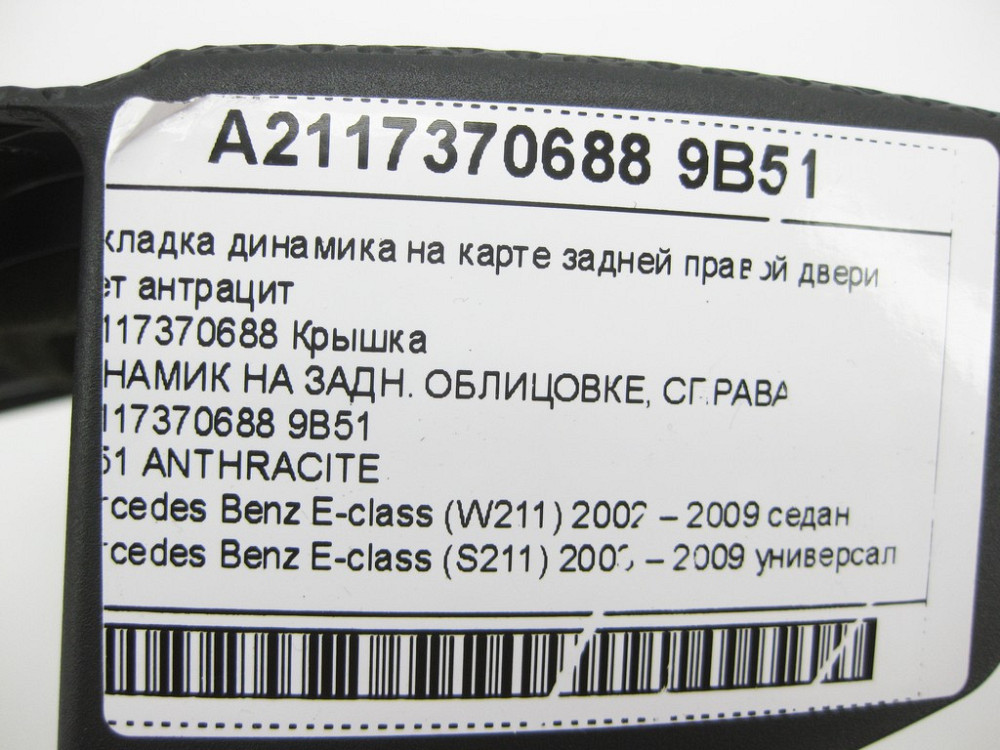 A2117370688 9B51
кладка динамика на карте задней правой двери
ет антрацит
117370688 Крышка
НАМИК НА ЗАДН. ОБЛИЦОВКЕ, СПРАВА
117370688 9B51
51 ANTHRACITE
rcedes Benz E-class (W211) 2002 – 2009 седан
rcedes Benz E-class (S211) 2003 – 2009 универсал